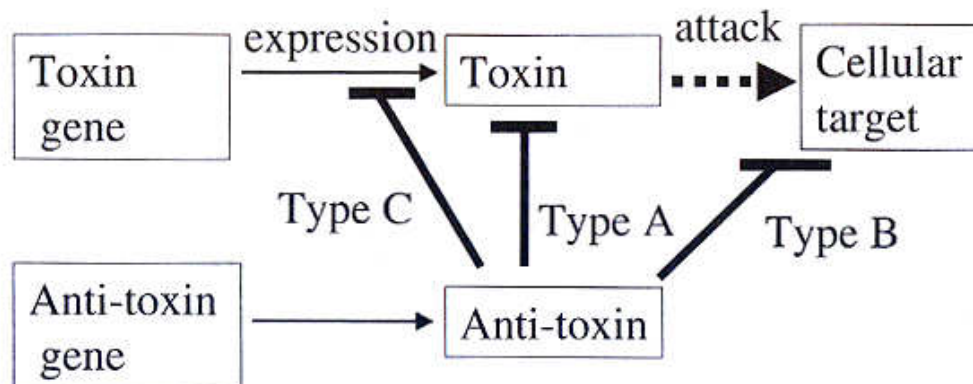 expression
attack
Toxin
gene
Toxin
Cellular
target
Type C
Type A
Type B
Anti-toxin
gene
Anti-toxin